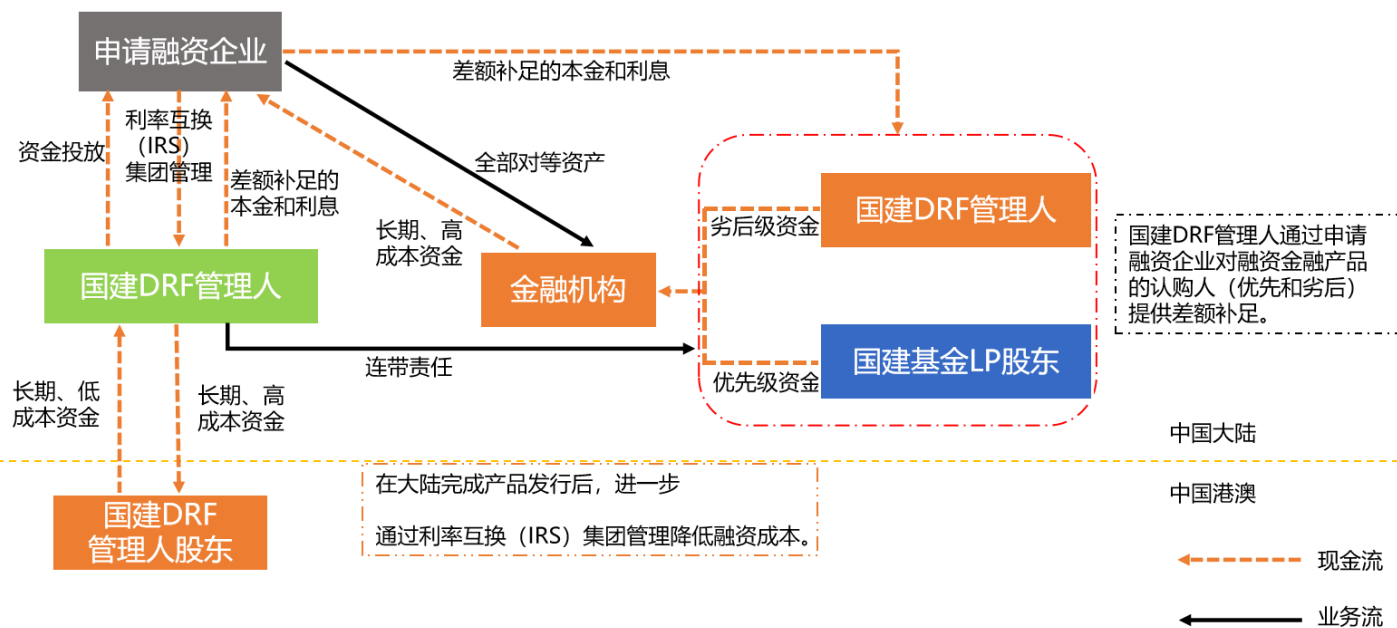 申请融资企业
差额补足的本金和利息
资金投放
利率互换
（IRS）
集团管理
差额补足的
本金和利息
全部对等资产
长期、高
成本资金
国建DRF管理人
金融机构
劣后级资金
国建DRF管理人
优先级资金
国建基金LP股东
国建DRF管理人通过申请
融资企业对融资金融产品
的认购人（优先和劣后）
提供差额补足。
连带责任
长期、低
成本资金
长期、高
成本资金
中国大陆
中国港澳
国建DRF
管理人股东
在大陆完成产品发行后，进一步
通过利率互换（IRS）集团管理降低融资成本。
现金流
业务流